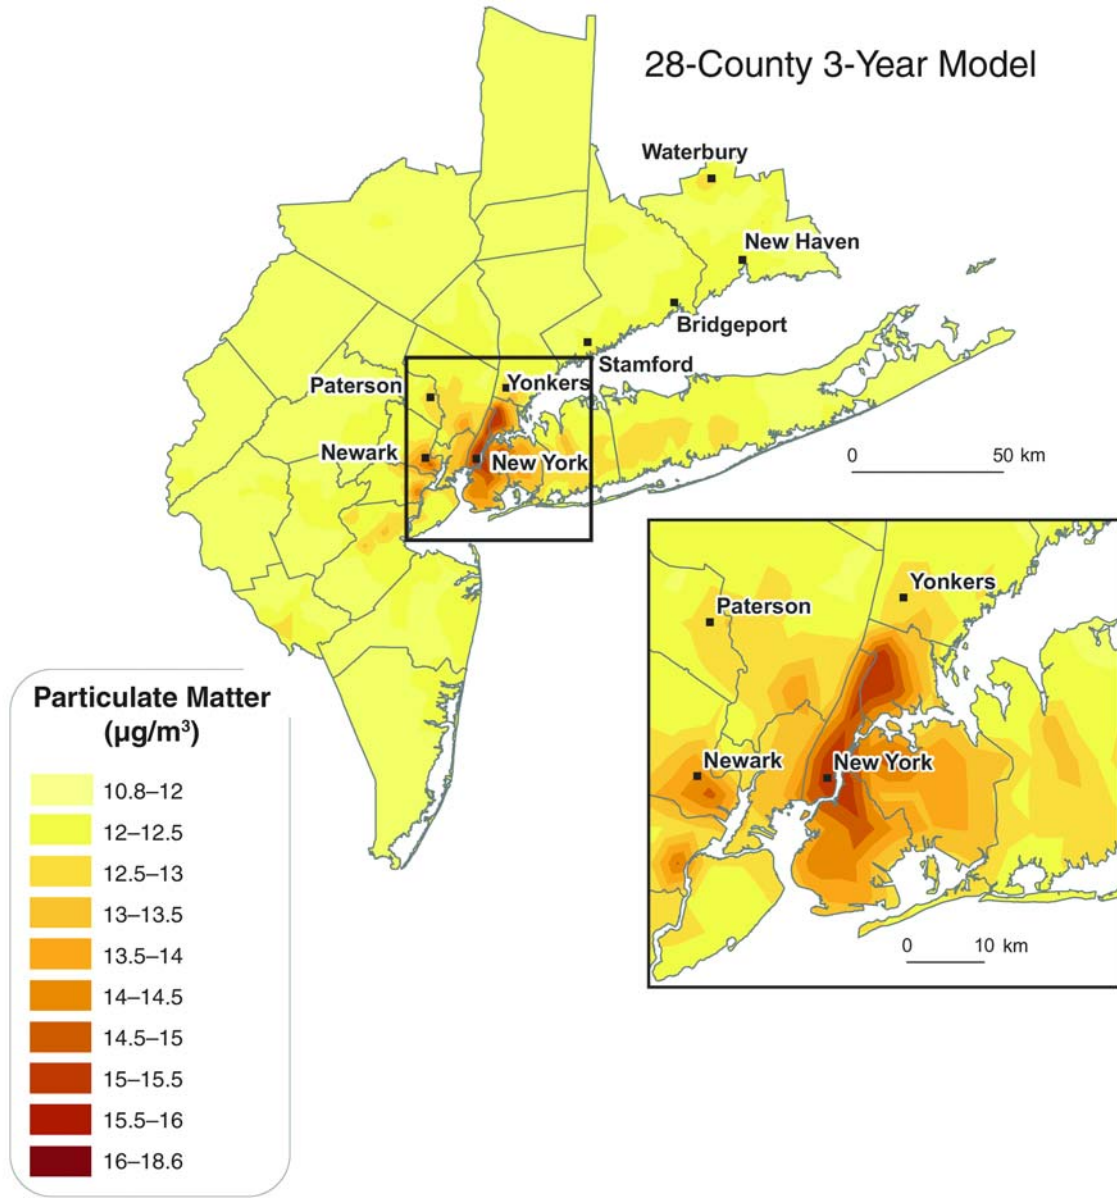 28-County 3-Year Model
Waterbury
New Haven
Bridgeport
Stamford
Paterson
Yonkers
Newark
New York
0 50 km
Yonkers
Paterson
Newark
New York
0 10 km
Particulate Matter
(µg/m³)
10.8–12
12–12.5
12.5–13
13–13.5
13.5–14
14–14.5
14.5–15
15–15.5
15.5–16
16–18.6